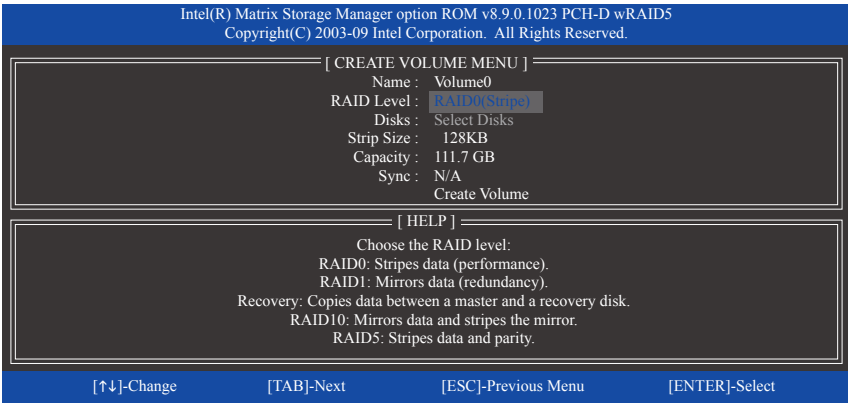 Intel(R) Matrix Storage Manager option ROM v8.9.0.1023 PCH-D wRAID5
Copyright(C) 2003-09 Intel Corporation. All Rights Reserved.
[ CREATE VOLUME MENU ]
Name : Volume0
RAID Level : RAID0(Stripe)
Disks : Select Disks
Strip Size : 128KB
Capacity : 111.7 GB
Sync : N/A
Create Volume
[ HELP ]
Choose the RAID level:
RAID0: Stripes data (performance).
RAID1: Mirrors data (redundancy).
Recovery: Copies data between a master and a recovery disk.
RAID10: Mirrors data and stripes the mirror.
RAID5: Stripes data and parity.
[↑↓]-Change [TAB]-Next [ESC]-Previous Menu [ENTER]-Select